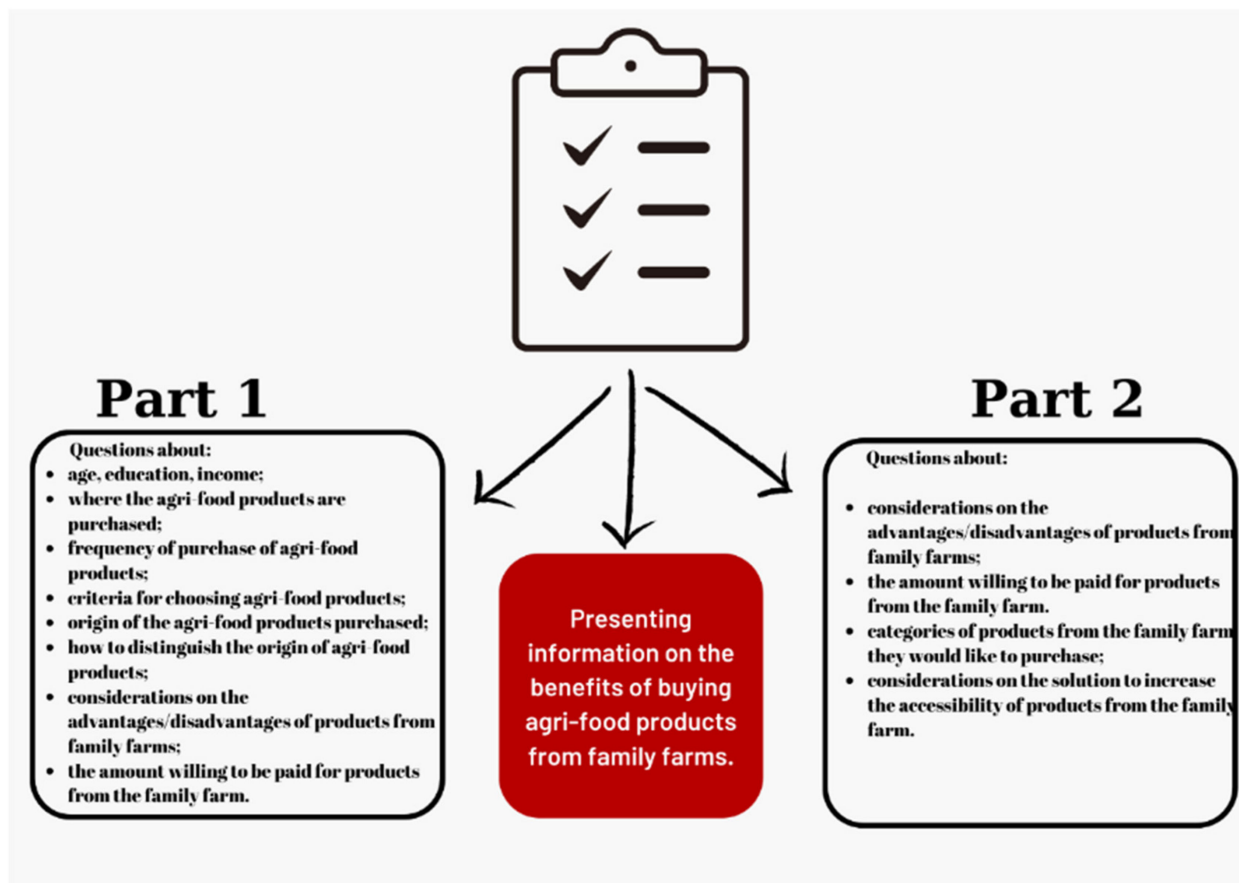 Part 1
Questions about:
• age, education, income;
• where the agri-food products are
purchased;
• frequency of purchase of agri-food
products;
• criteria for choosing agri-food products;
• origin of the agri-food products purchased;
• how to distinguish the origin of agri-food
products;
• considerations on the
advantages/disadvantages of products from
family farms;
• the amount willing to be paid for products
from the family farm.
Presenting
information on the
benefits of buying
agri-food products
from family farms.
Part 2
Questions about:
• considerations on the
advantages/disadvantages of products from
family farms;
• the amount willing to be paid for products
from the family farm.
• categories of products from the family farm
they would like to purchase;
• considerations on the solution to increase
the accessibility of products from the family
farm.